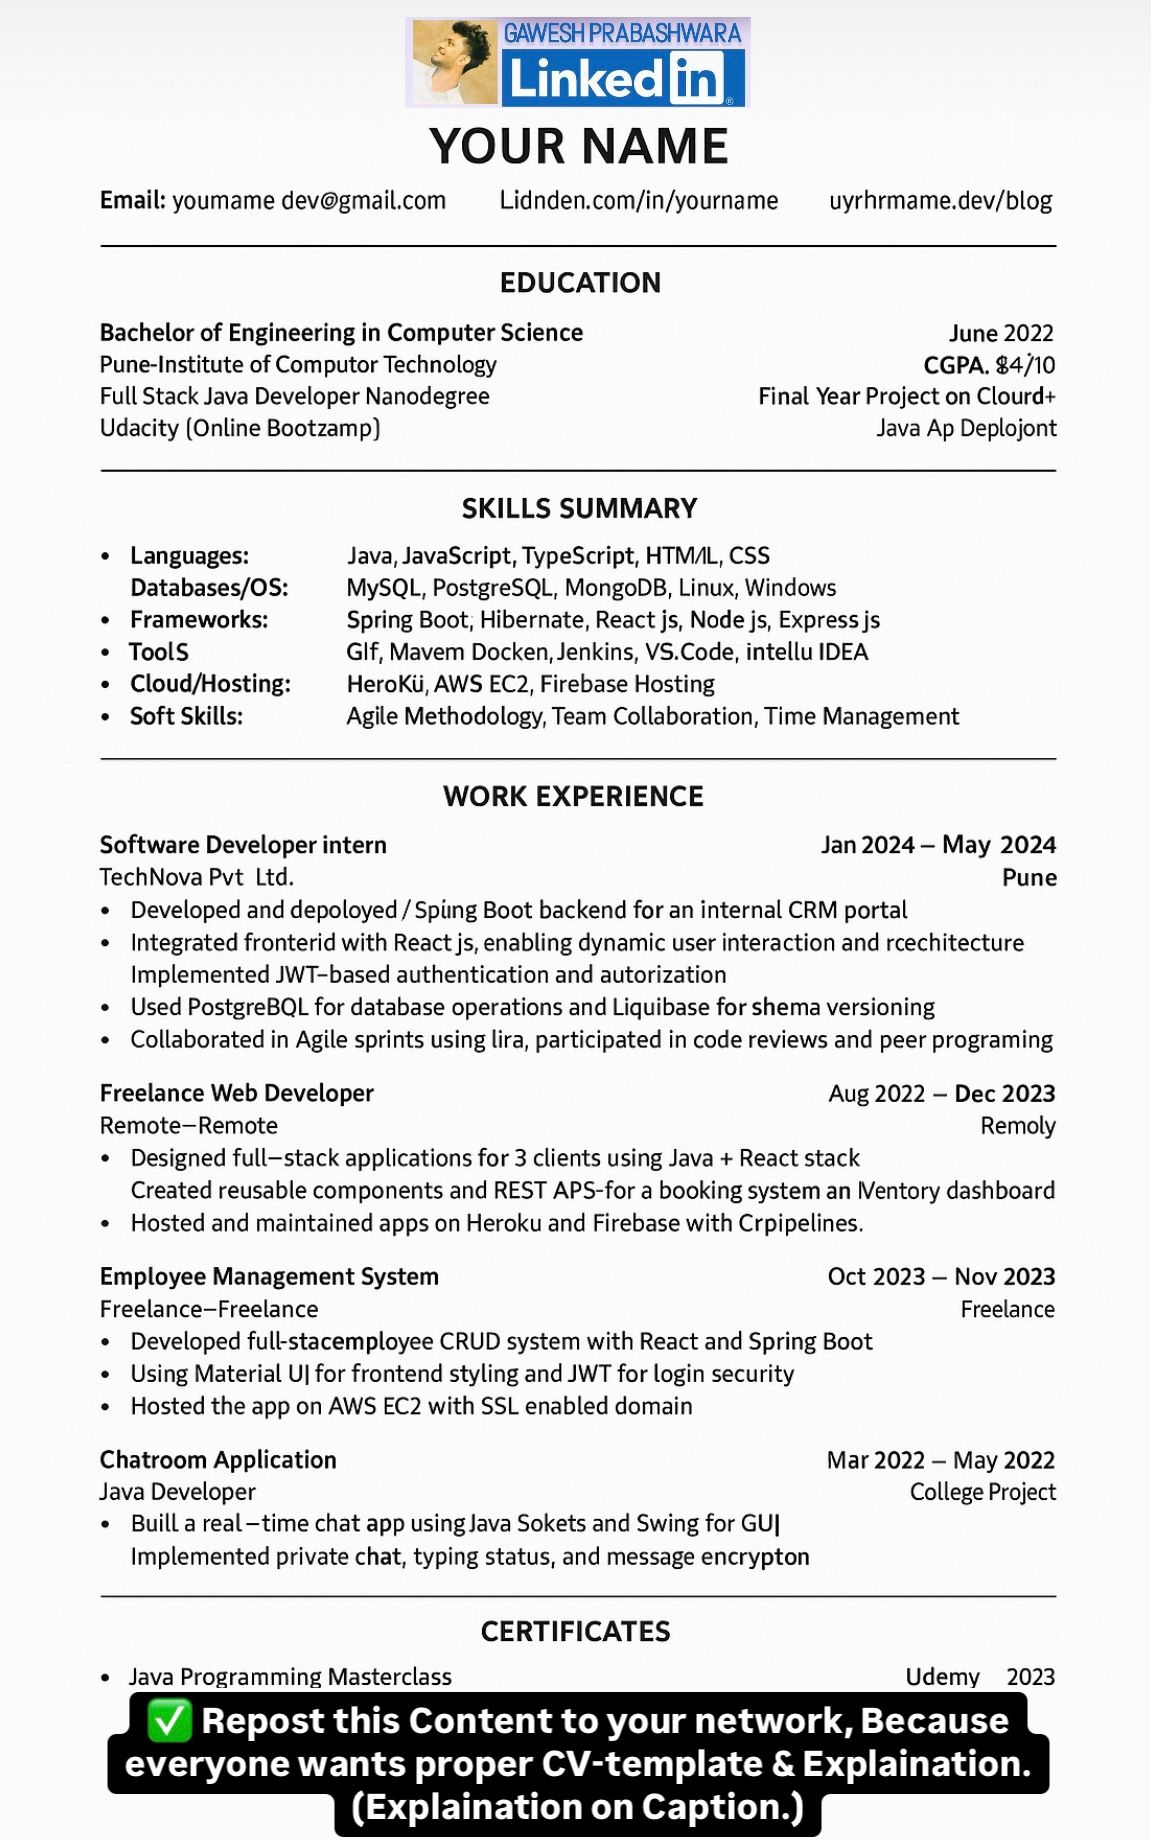 GAWESH PRABASHWARA
Linked in ®
YOUR NAME
Email: youmame dev@gmail.com Lidnden.com/in/yourname uyrhrmame.dev/blog
EDUCATION
Bachelor of Engineering in Computer Science June 2022
Pune-Institute of Computor Technology CGPA. $4/10
Full Stack Java Developer Nanodegree Final Year Project on Clourd+
Udacity (Online Bootzamp) Java Ap Deplojont
SKILLS SUMMARY
• Languages: Java, JavaScript, TypeScript, HTM/IL, CSS
Databases/OS: MySQL, PostgreSQL, MongoDB, Linux, Windows
• Frameworks: Spring Boot, Hibernate, React js, Node js, Express js
• ToolS GIf, Mavem Docken, Jenkins, VS.Code, intellu IDEA
• Cloud/Hosting: HeroKü, AWS EC2, Firebase Hosting
• Soft Skills: Agile Methodology, Team Collaboration, Time Management
WORK EXPERIENCE
Software Developer intern Jan 2024 – May 2024
TechNova Pvt Ltd. Pune
• Developed and depoloyed / Spiing Boot backend for an internal CRM portal
• Integrated fronterid with React js, enabling dynamic user interaction and rcechitecture
Implemented JWT–based authentication and autorization
• Used PostgreBQL for database operations and Liquibase for shema versioning
• Collaborated in Agile sprints using lira, participated in code reviews and peer programing
Freelance Web Developer Aug 2022 – Dec 2023
Remote–Remote Remoly
• Designed full–stack applications for 3 clients using Java + React stack
Created reusable components and REST APS-for a booking system an IVentory dashboard
• Hosted and maintained apps on Heroku and Firebase with Crpipelines.
Employee Management System Oct 2023 – Nov 2023
Freelance–Freelance Freelance
• Developed full-stacemployee CRUD system with React and Spring Boot
• Using Material U| for frontend styling and JWT for login security
• Hosted the app on AWS EC2 with SSL enabled domain
Chatroom Application Mar 2022 – May 2022
Java Developer College Project
• Buill a real –time chat app using Java Sokets and Swing for GU|
Implemented private chat, typing status, and message encrypton
CERTIFICATES
• Java Programming Masterclass Udemy 2023
✅ Repost this Content to your network, Because
everyone wants proper CV-template & Explaination.
(Explaination on Caption.)